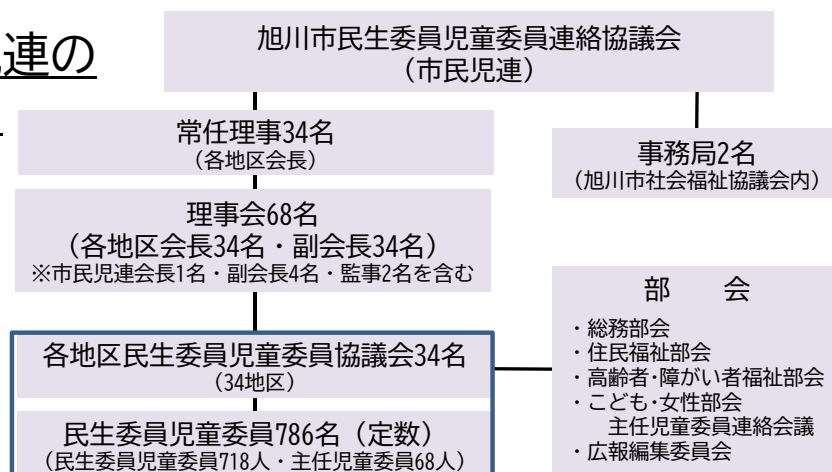 連の
旭川市民生委員児童委員連絡協議会
（市民児連）
常任理事34名
（各地区会長）
事務局2名
（旭川市社会福祉協議会内）
理事会68名
（各地区会長34名・副会長34名）
※市民児連会長1名・副会長4名・監事2名を含む
各地区民生委員児童委員協議会34名
（34地区）
民生委員児童委員786名（定数）
（民生委員児童委員718人・主任児童委員68人）
部　会
・総務部会
・住民福祉部会
・高齢者・障がい者福祉部会
・こども・女性部会
主任児童委員連絡会議
・広報編集委員会